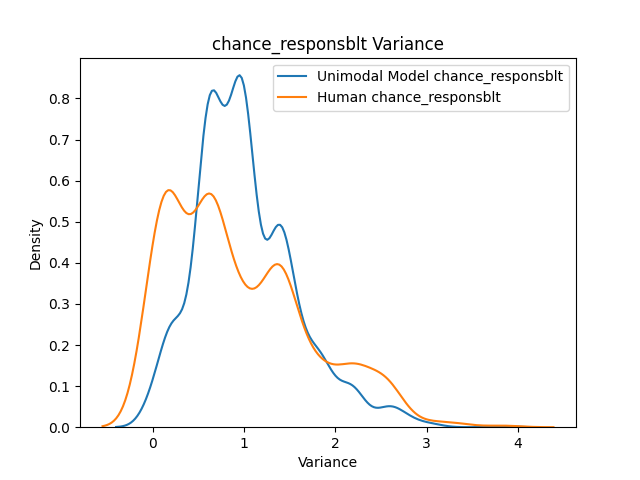 chance_responsblt Variance
Unimodal Model chance_responsblt
Human chance_responsblt
Density
0.8
0.7
0.6
0.5
0.4
0.3
0.2
0.1
0.0
0 1 2 3 4
Variance